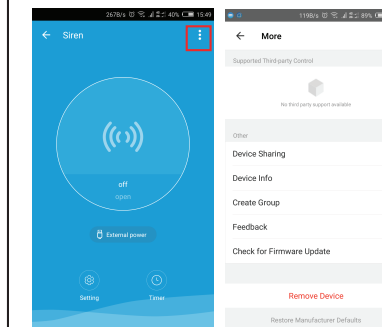 267B/s 40% 15:49
Siren
off
open
External power
Setting
Timer
119B/s 89%
More
Supported Third-party Control
No third party support available
Other
Device Sharing
Device Info
Create Group
Feedback
Check for Firmware Update
Remove Device
Restore Manufacturer Defaults